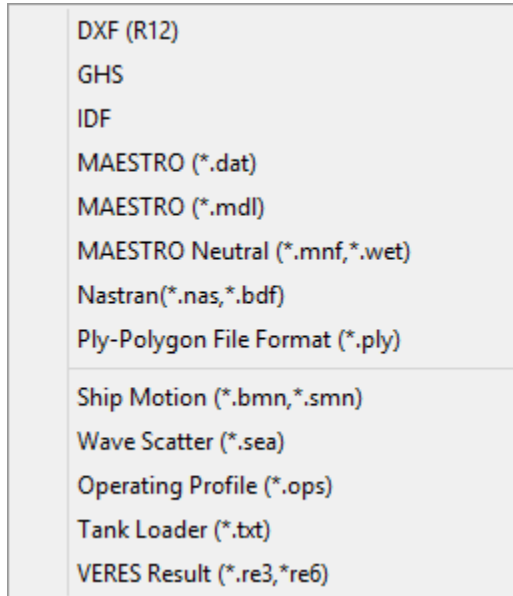 DXF (R12)
GHS
IDF
MAESTRO (*.dat)
MAESTRO (*.mdl)
MAESTRO Neutral (*.mnf,*.wet)
Nastran(*.nas,*.bdf)
Ply-Polygon File Format (*.ply)
Ship Motion (*.bmn,*.smn)
Wave Scatter (*.sea)
Operating Profile (*.ops)
Tank Loader (*.txt)
VERES Result (*.re3,*re6)